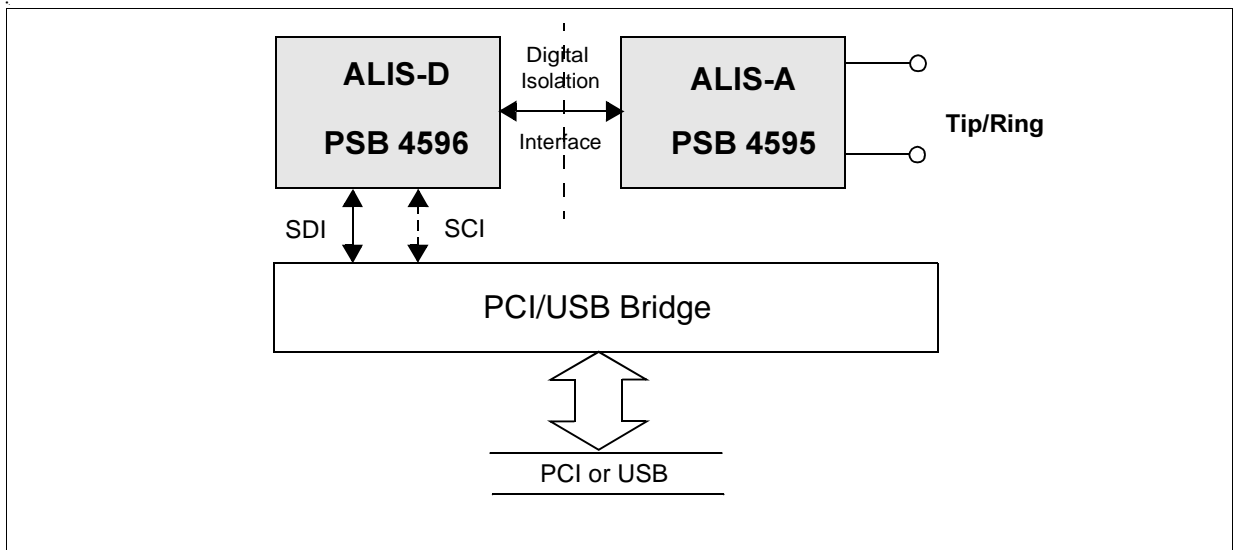 ALIS-D
PSB 4596
Digital
Isolation
Interface
ALIS-A
PSB 4595
Tip/Ring
SDI
SCI
PCI/USB Bridge
PCI or USB